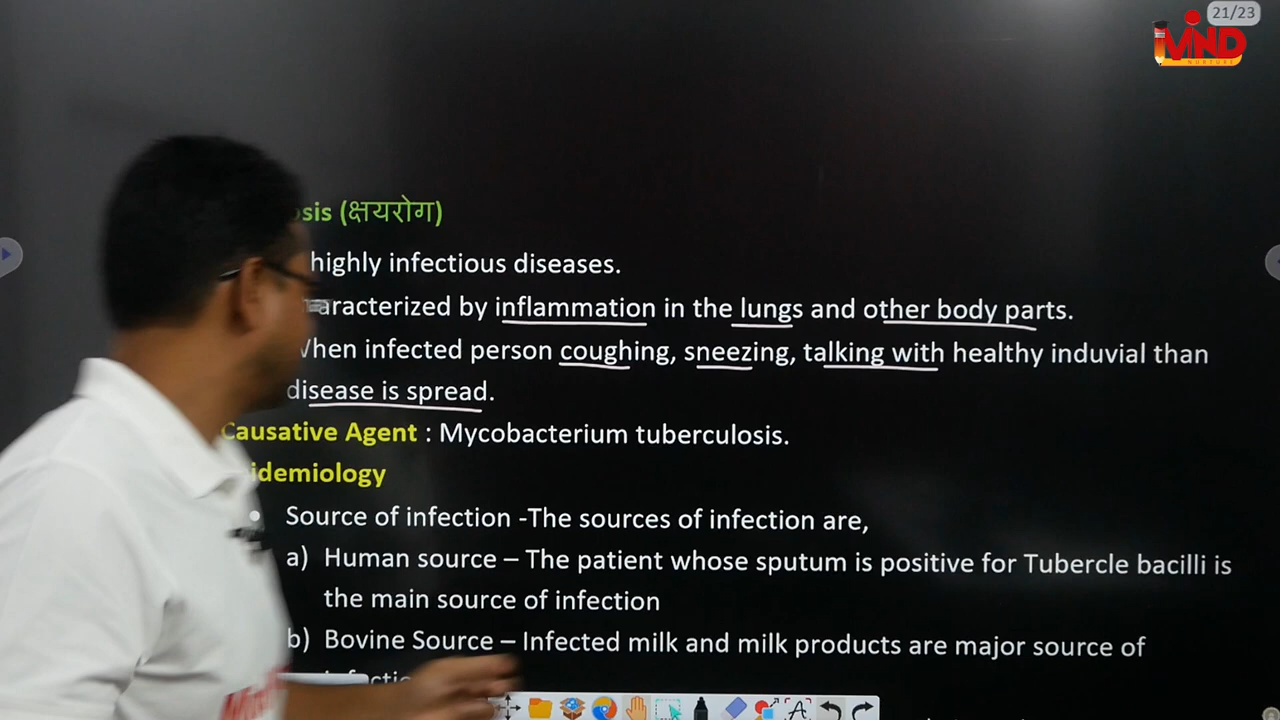 21/23
MIND
NURTURE
osis (क्षयरोग)
highly infectious diseases.
aracterized by inflammation in the lungs and other body parts.
When infected person coughing, sneezing, talking with healthy induvial than
disease is spread.
Causative Agent : Mycobacterium tuberculosis.
idemiology
Source of infection -The sources of infection are,
a) Human source – The patient whose sputum is positive for Tubercle bacilli is
the main source of infection
b) Bovine Source – Infected milk and milk products are major source of